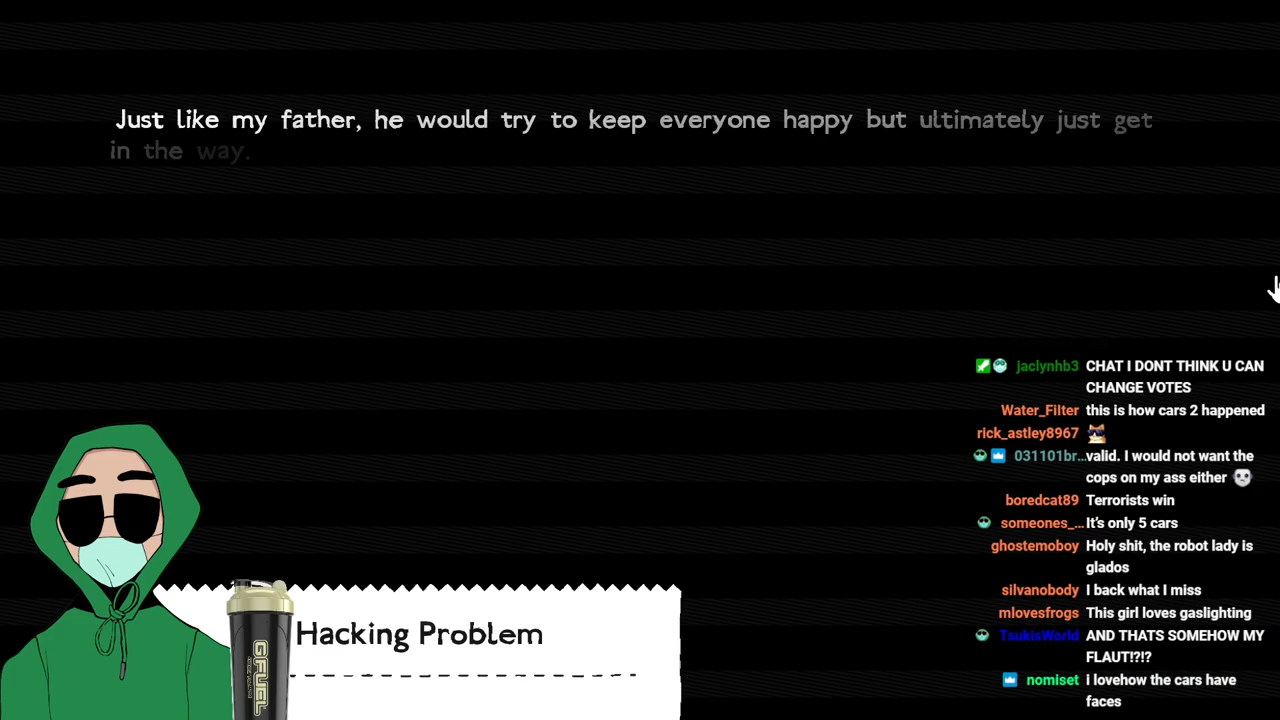 Just like my father, he would try to keep everyone happy but ultimately just get
in the way.
jaclynhb3 CHAT I DONT THINK U CAN
CHANGE VOTES
Water_Filter this is how cars 2 happened
rick_astley8967
031101br... valid. I would not want the
cops on my ass either
boredcat89 Terrorists win
someones_... It's only 5 cars
ghostemoboy Holy shit, the robot lady is
glados
silvanobody I back what I miss
mlovesfrogs This girl loves gaslighting
TsukIsWorld AND THATS SOMEHOW MY
FLAUT!?!?
nomiset i lovehow the cars have
faces
Hacking Problem
GFUEL